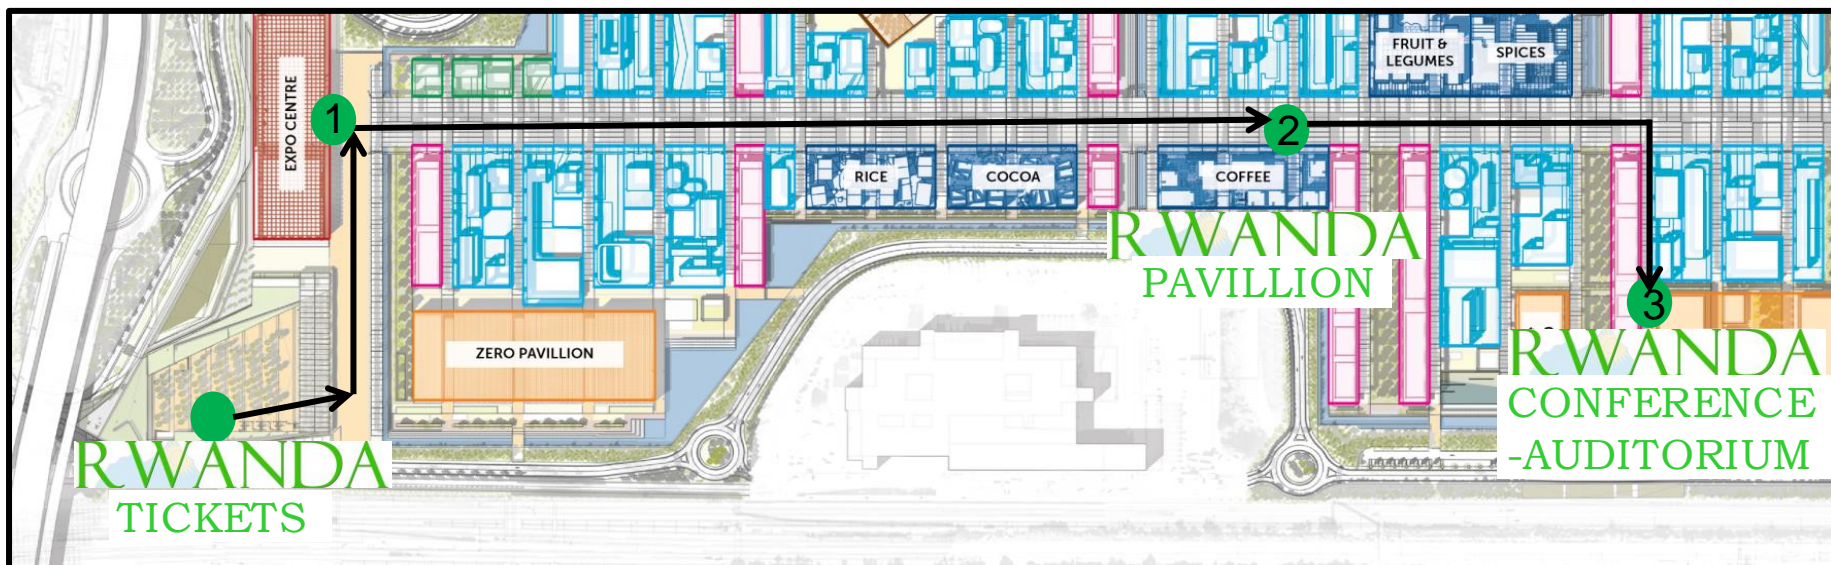 FRUIT &
LEGUMES
SPICES
EXPO CENTRE
1
2
RICE
COCOA
COFFEE
RWANDA
PAVILLION
3
ZERO PAVILLION
RWANDA
CONFERENCE
-AUDITORIUM
RWANDA
TICKETS